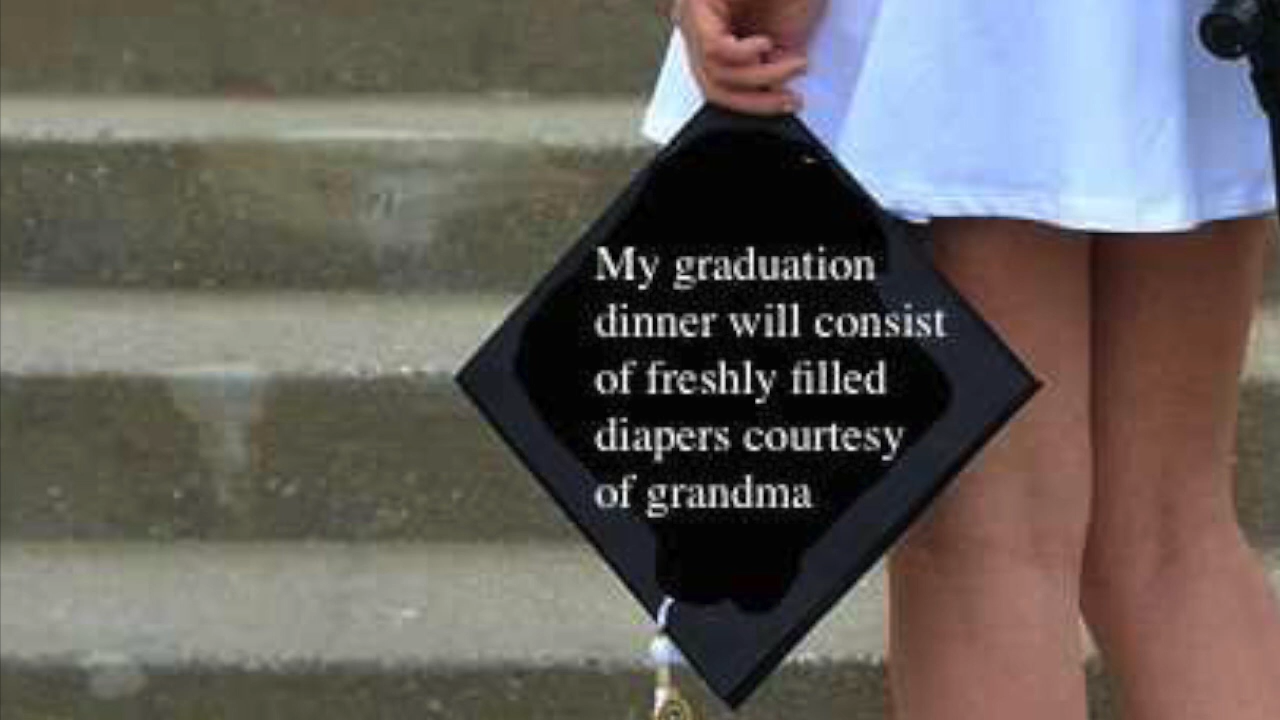 My graduation
dinner will consist
of freshly filled
diapers courtesy
of grandma